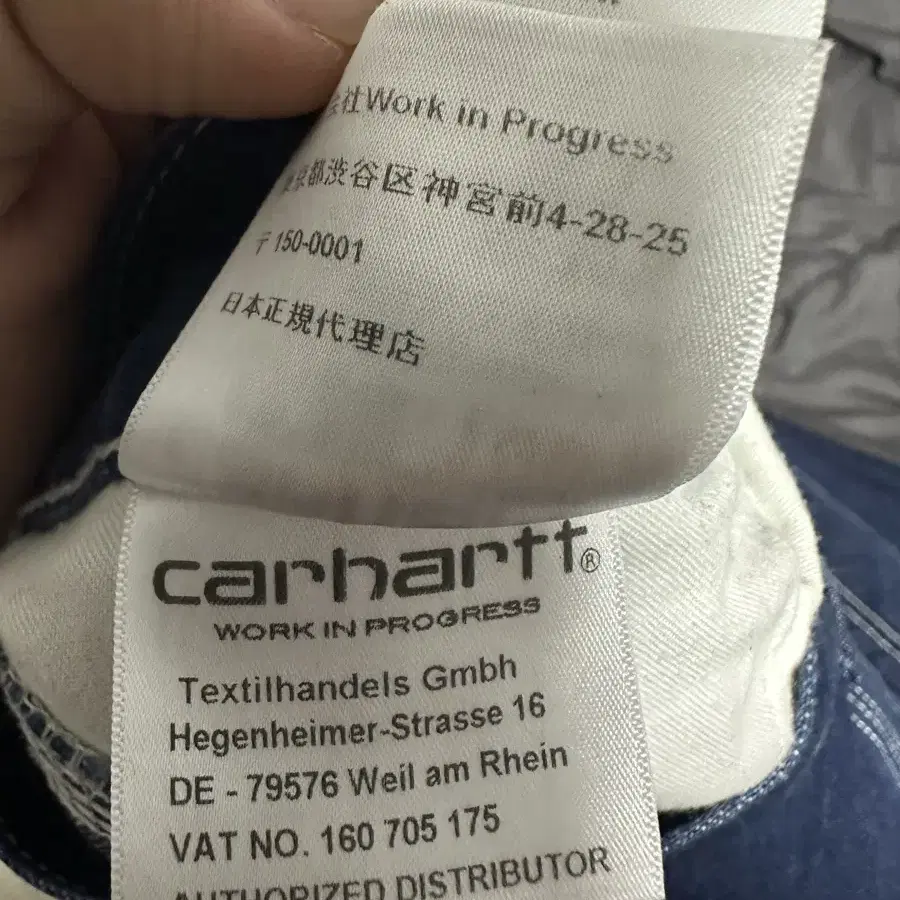 社Work in Progress
京都渋谷区神宮前4-28-25
〒150-0001
日本正規代理店
carhartt®
WORK IN PROGRESS
Textilhandels Gmbh
Hegenheimer-Strasse 16
DE - 79576 Weil am Rhein
VAT NO. 160 705 175
AUTHORIZED DISTRIBUTOR